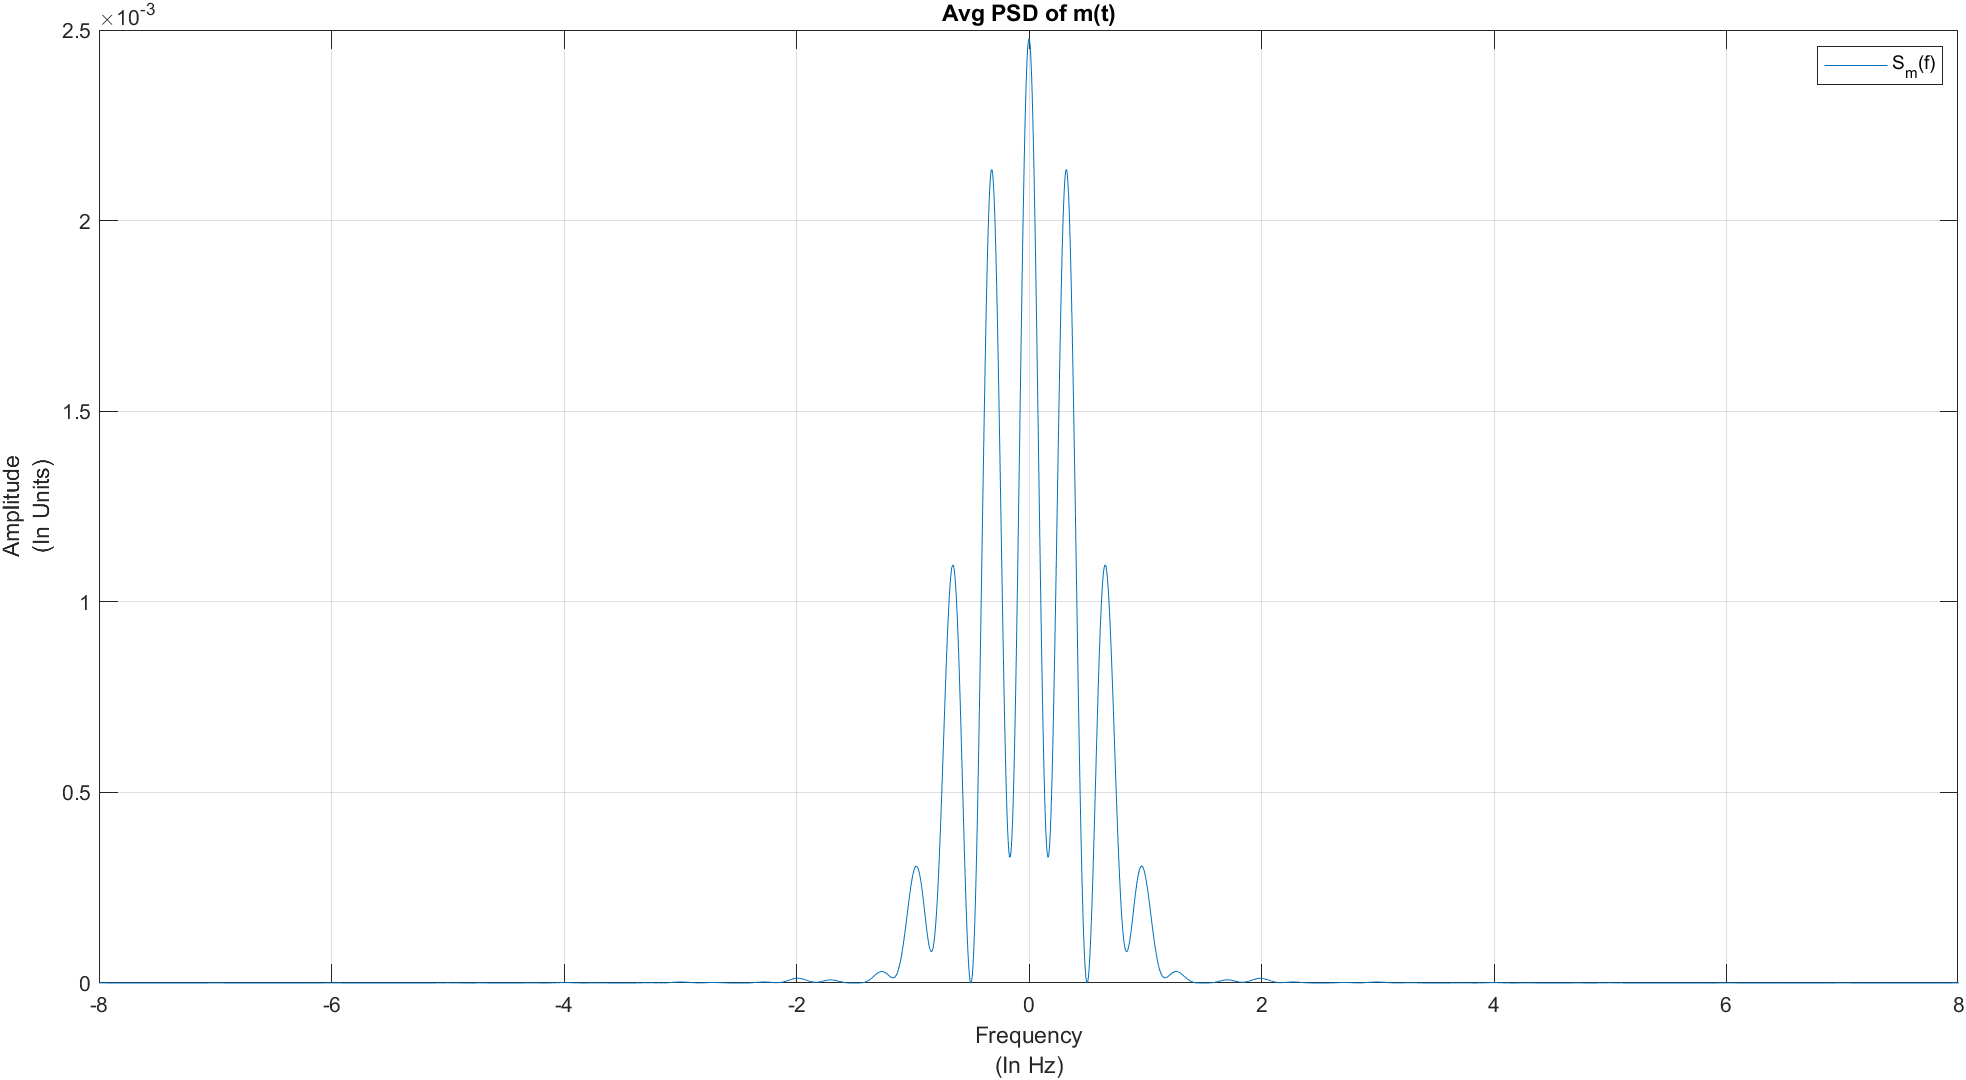 Avg PSD of m(t)
×10-3
2.5
2
1.5
1
0.5
0
Amplitude
(In Units)
Sm(f)
-8 -6 -4 -2 0 2 4 6 8
Frequency
(In Hz)